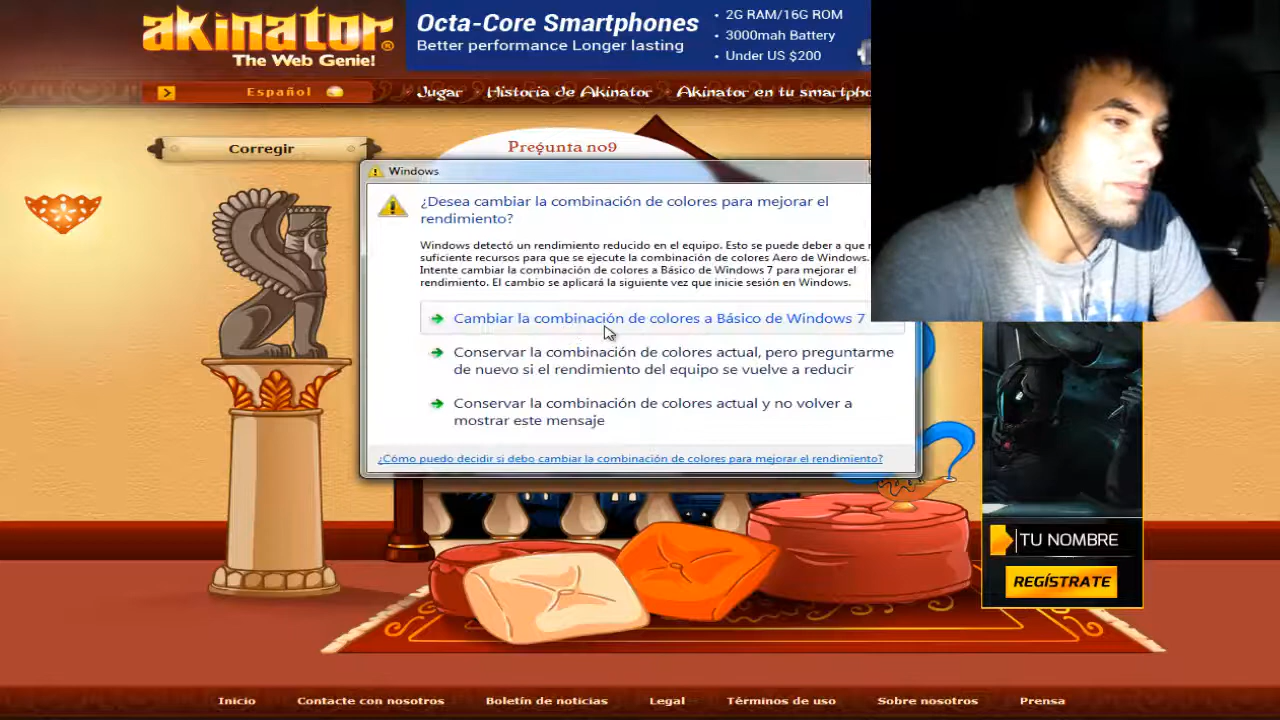 akinator®
The Web Genie!
Octa-Core Smartphones
Better performance Longer lasting
• 2G RAM/16G ROM
• 3000mah Battery
• Under US $200
Español
Jugar
Historía de Akinator
Akinator en tu smartpho
Corregir
Pregunta no9
Windows
¿Desea cambiar la combinación de colores para mejorar el
rendimiento?
Windows detectó un rendimiento reducido en el equipo. Esto se puede deber a que
suficiente recursos para que se ejecute la combinación de colores Aero de Windows.
Intente cambiar la combinación de colores a Básico de Windows 7 para mejorar el
rendimiento. El cambio se aplicará la siguiente vez que inicie sesión en Windows.
Cambiar la combinación de colores a Básico de Windows 7
Conservar la combinación de colores actual, pero preguntarme
de nuevo si el rendimiento del equipo se vuelve a reducir
Conservar la combinación de colores actual y no volver a
mostrar este mensaje
¿Cómo puedo decidir si debo cambiar la combinación de colores para mejorar el rendimiento?
TU NOMBRE
REGÍSTRATE
Inicio
Contacte con nosotros
Boletín de noticias
Legal
Términos de uso
Sobre nosotros
Prensa